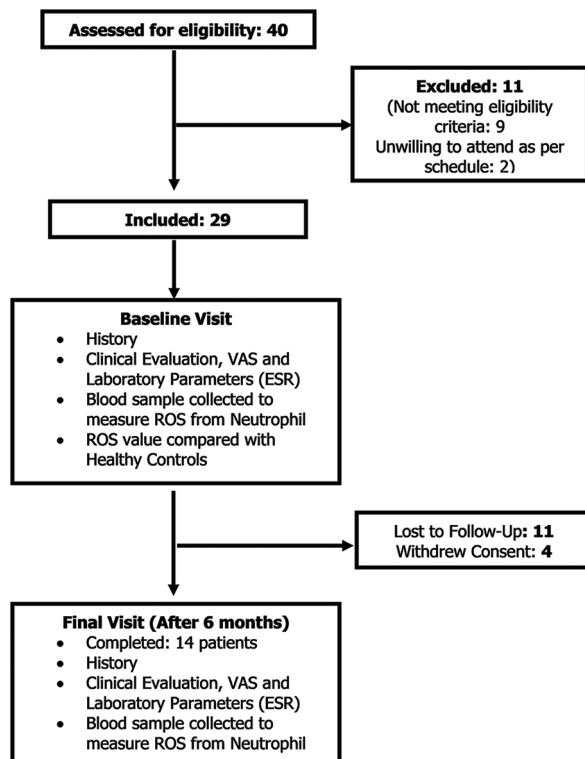 Assessed for eligibility: 40
Excluded: 11
(Not meeting eligibility
criteria: 9
Unwilling to attend as per
schedule: 2)
Included: 29
Baseline Visit
• History
• Clinical Evaluation, VAS and
Laboratory Parameters (ESR)
• Blood sample collected to
measure ROS from Neutrophil
• ROS value compared with
Healthy Controls
Lost to Follow-Up: 11
Withdrew Consent: 4
Final Visit (After 6 months)
• Completed: 14 patients
• History
• Clinical Evaluation, VAS and
Laboratory Parameters (ESR)
• Blood sample collected to
measure ROS from Neutrophil